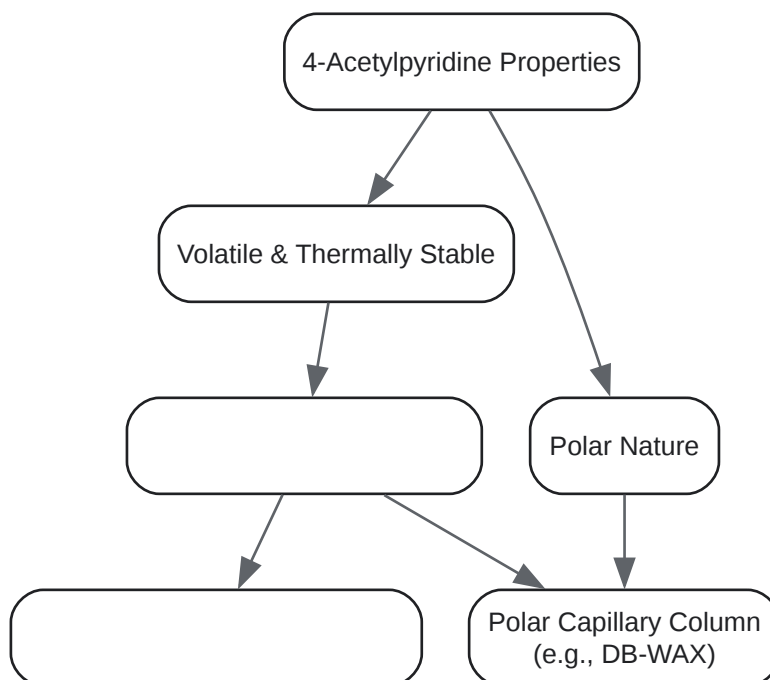 4-Acetylpyridine Properties
Volatile & Thermally Stable
Polar Nature
Polar Capillary Column
(e.g., DB-WAX)